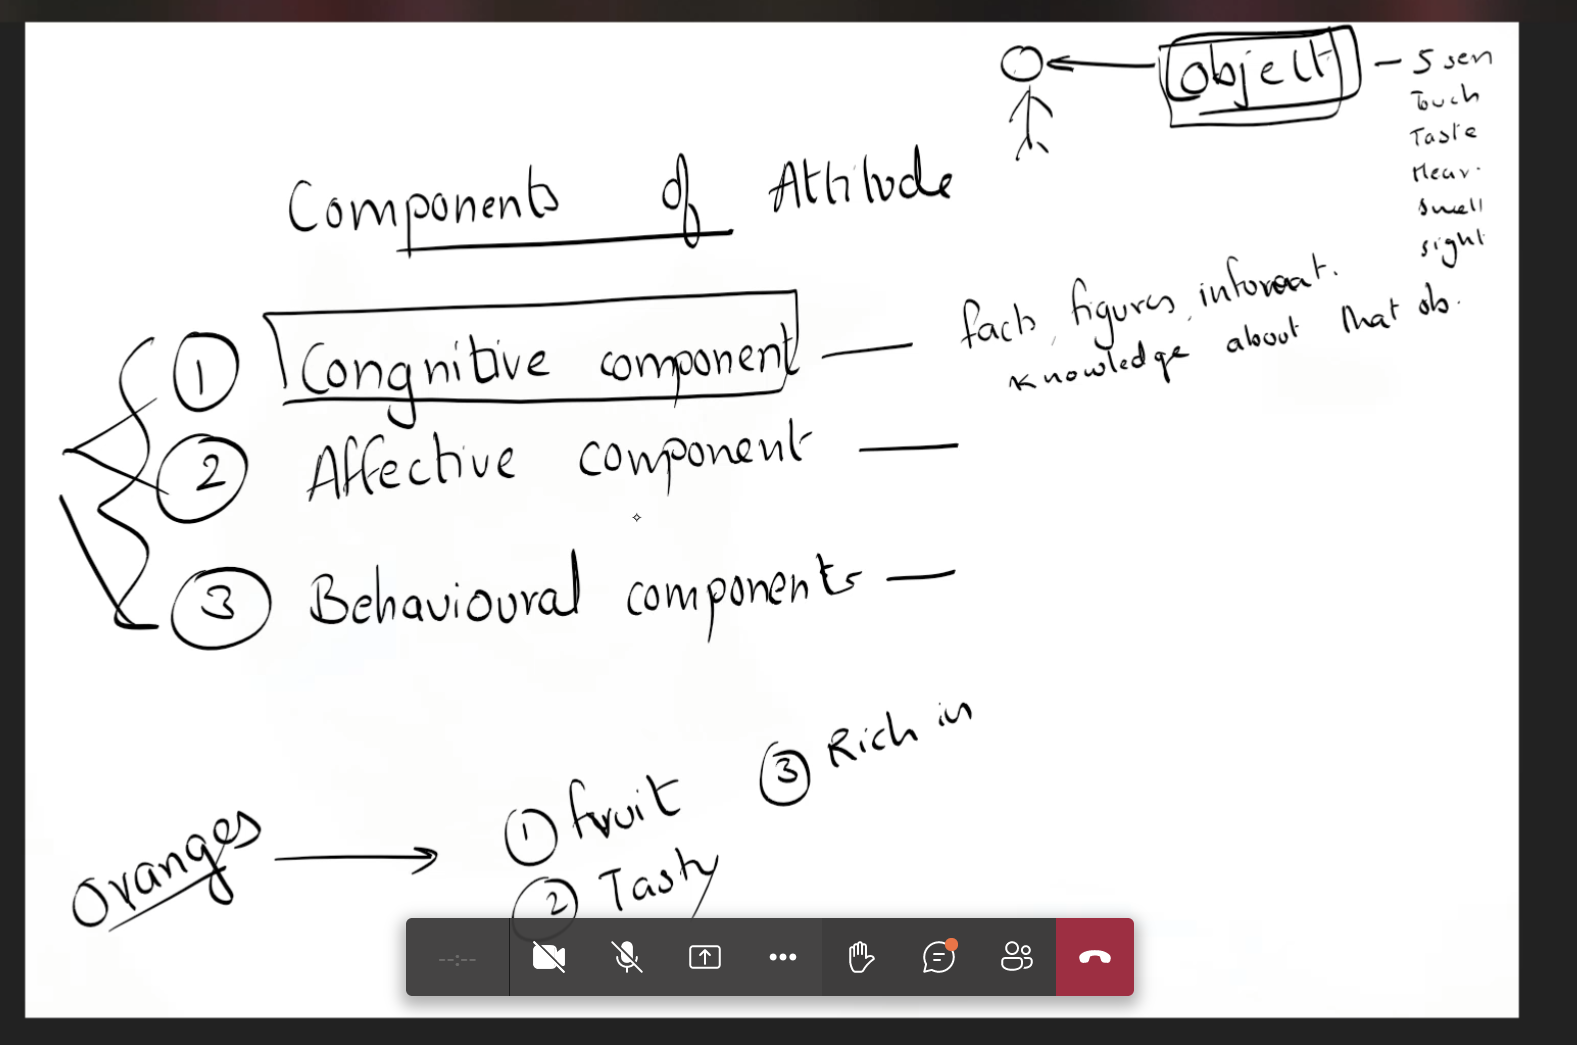 Object - 5 sen
Touch
Taste
Hear.
Smell
sight
Components of Attitude
1 Congnitive component — facts, figures, informat.
knowledge about that ob.
2 Affective component —
3 Behavioural components —
Oranges → 1 fruit
2 Tasty
3 Rich in
--:--